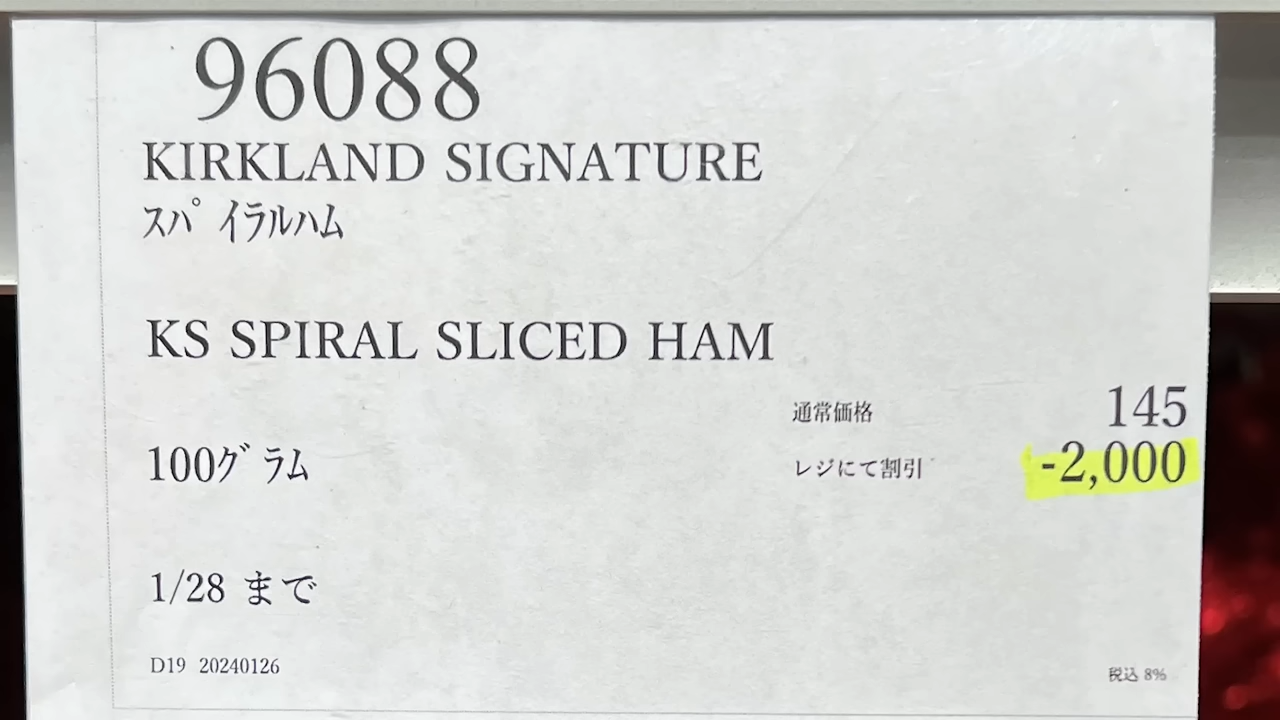 96088
KIRKLAND SIGNATURE
ｽﾊﾟｲﾗﾙﾊﾑ
KS SPIRAL SLICED HAM
通常価格 145
100ｸﾞﾗﾑ
レジにて割引 -2,000
1/28 まで
D19 20240126
税込 8%